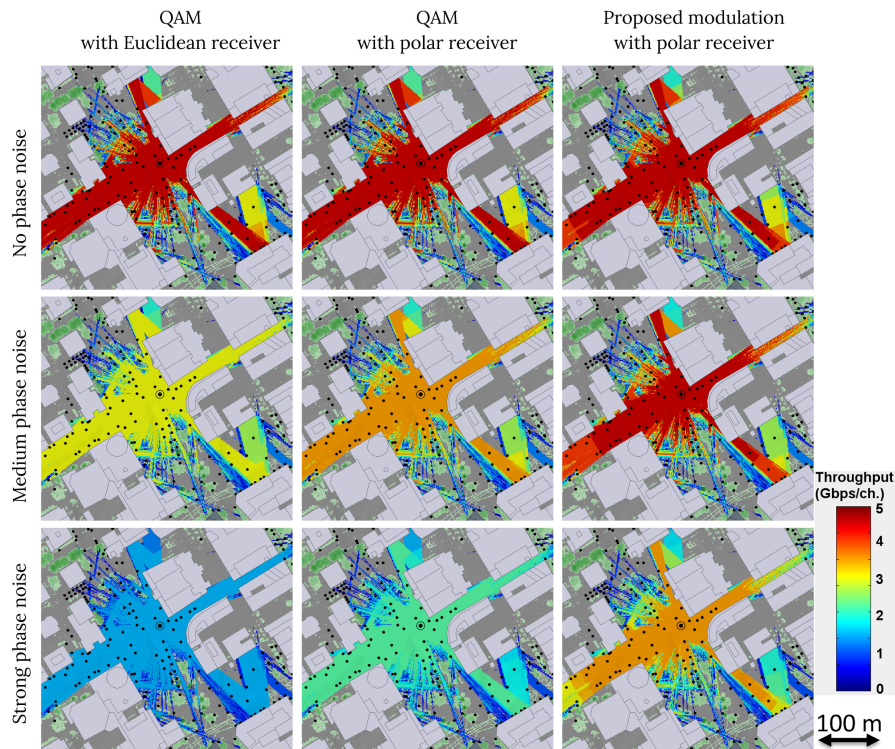 QAM
with Euclidean receiver
QAM
with polar receiver
Proposed modulation
with polar receiver
No phase noise
Medium phase noise
Strong phase noise
Throughput
(Gbps/ch.)
5
4
3
2
1
0
100 m